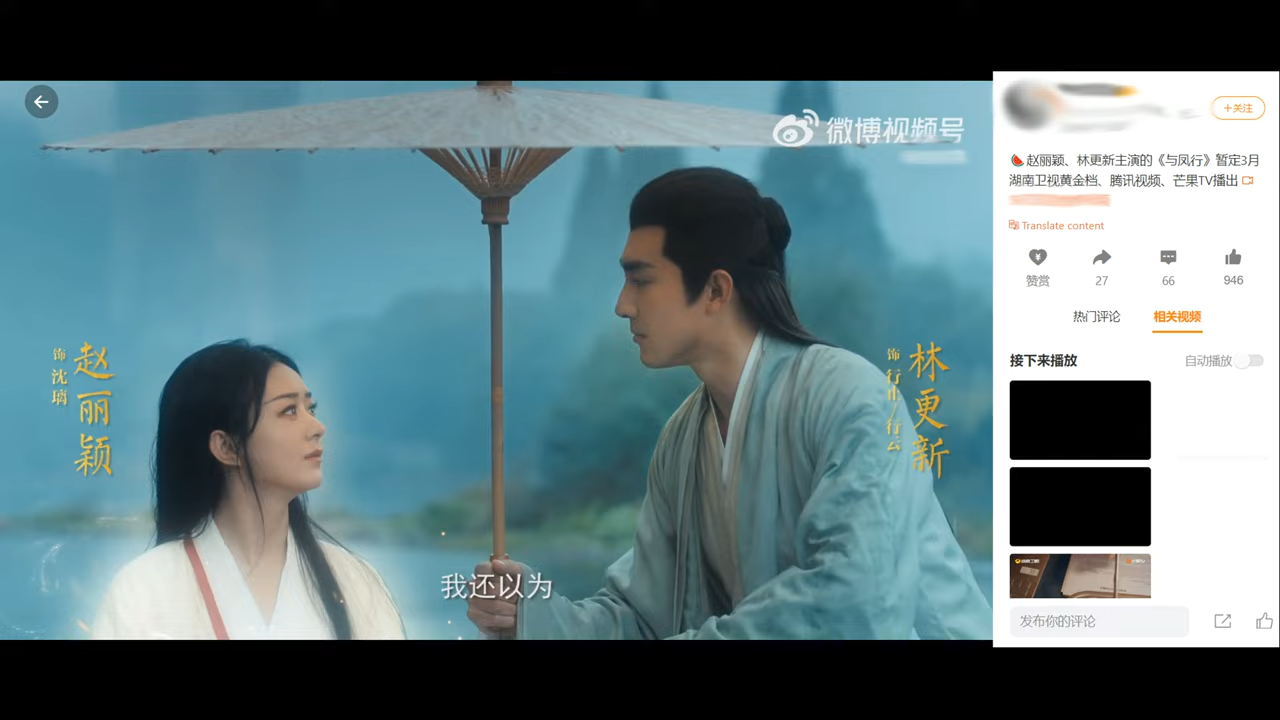 微博视频号
饰 沈璃
赵丽颖
我还以为
林更新
饰 行止/行云
+关注
🍉赵丽颖、林更新主演的《与凤行》暂定3月
湖南卫视黄金档、腾讯视频、芒果TV播出
Translate content
赞赏
27
66
946
热门评论
相关视频
接下来播放
自动播放
发布你的评论